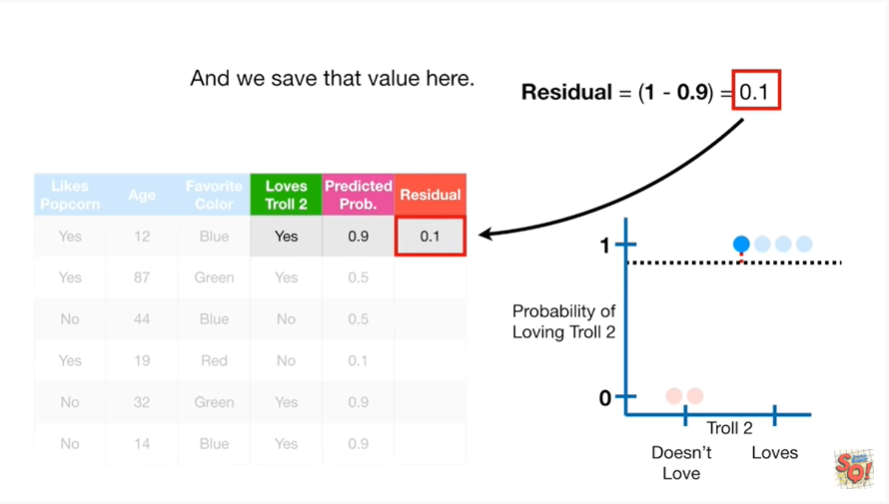 And we save that value here.
Residual = (1 - 0.9) = 0.1
Likes Popcorn Age Favorite Color Loves Troll 2 Predicted Prob. Residual
Yes 12 Blue Yes 0.9 0.1
Yes 87 Green Yes 0.5
No 44 Blue No 0.5
Yes 19 Red No 0.1
No 32 Green Yes 0.9
No 14 Blue Yes 0.9
1
Probability of
Loving Troll 2
0
Troll 2
Doesn't
Love
Loves
SQ!